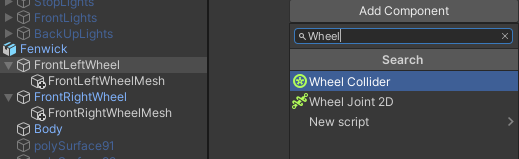 StopLights
FrontLights
BackUpLights
Fenwick
FrontLeftWheel
FrontLeftWheelMesh
FrontRightWheel
FrontRightWheelMesh
Body
polySurface91
Add Component
Wheel
Search
Wheel Collider
Wheel Joint 2D
New script